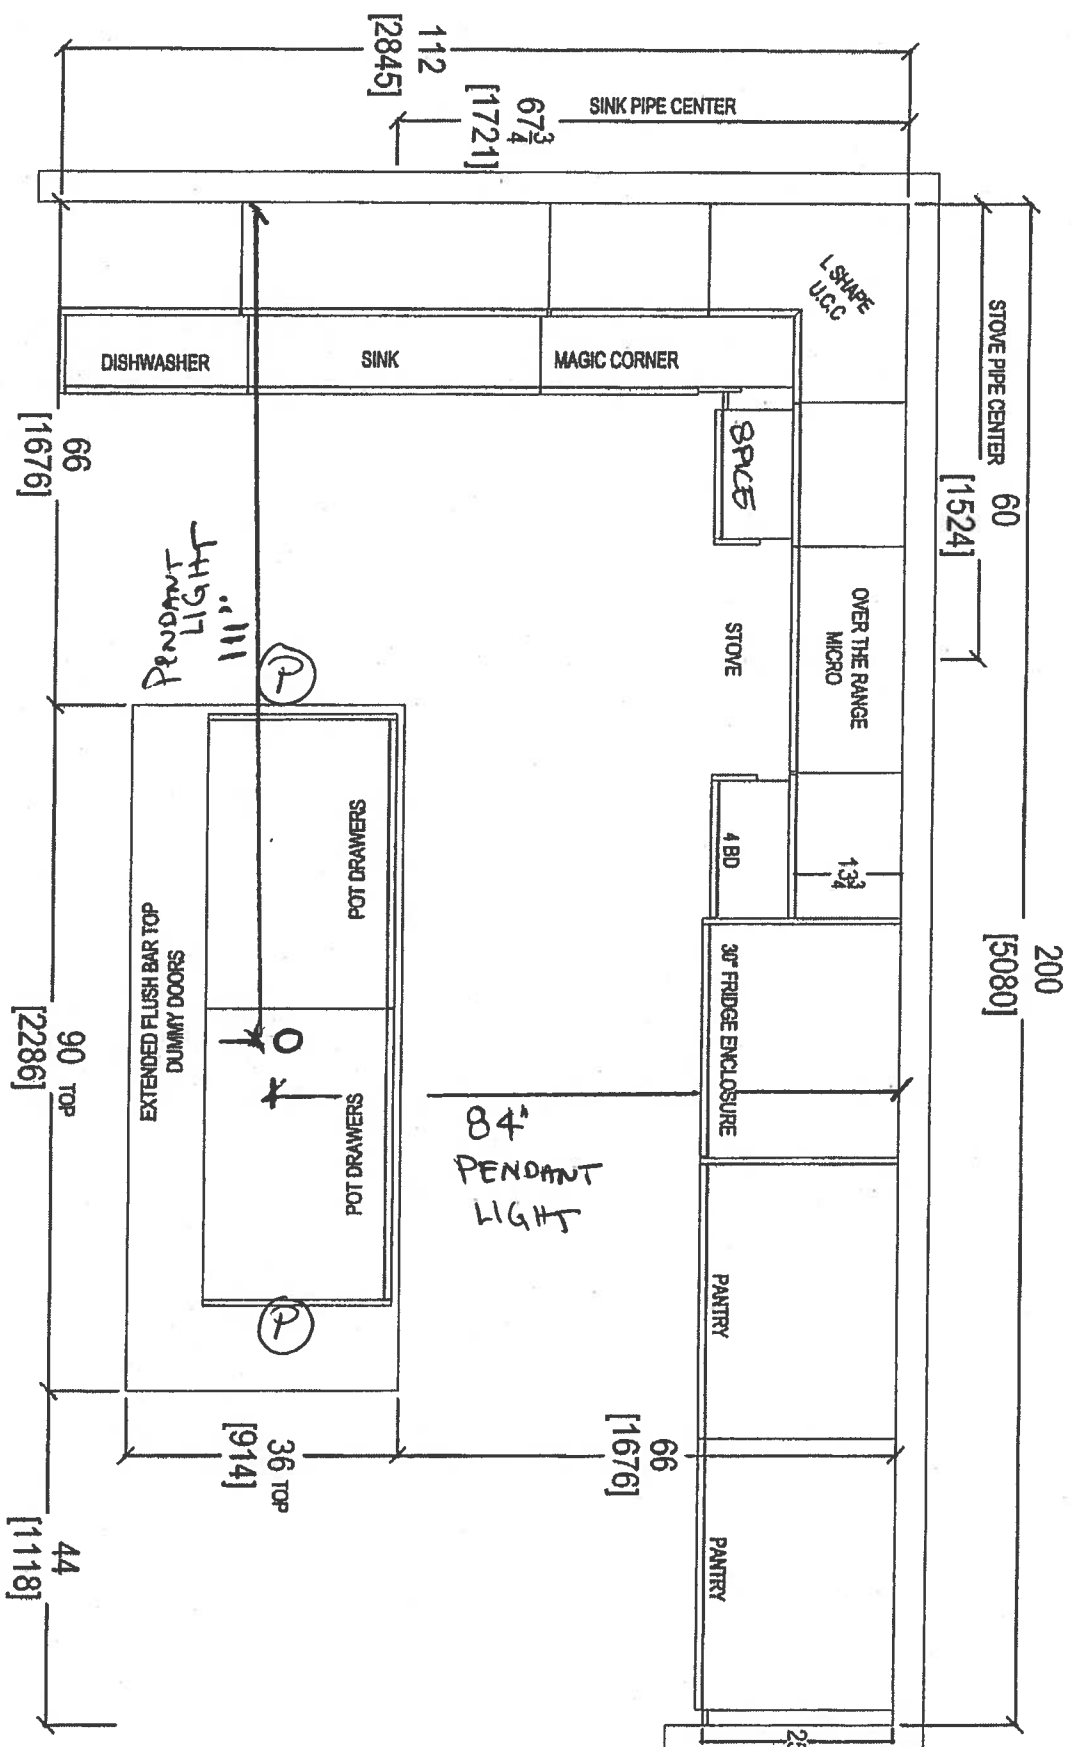 200
[5080]
STOVE PIPE CENTER 60
[1524]
112
[2845]
67 3/4
[1721]
SINK PIPE CENTER
L SHAPE
U.C.C
OVER THE RANGE
MICRO
13 3/4
SPICE
STOVE
4 BD
30" FRIDGE ENCLOSURE
PANTRY
PANTRY
MAGIC CORNER
SINK
DISHWASHER
84"
PENDANT
LIGHT
PENDANT
LIGHT
111"
P
P
POT DRAWERS
POT DRAWERS
EXTENDED FLUSH BAR TOP
DUMMY DOORS
66
[1676]
36 TOP
[914]
66
[1676]
90 TOP
[2286]
44
[1118]